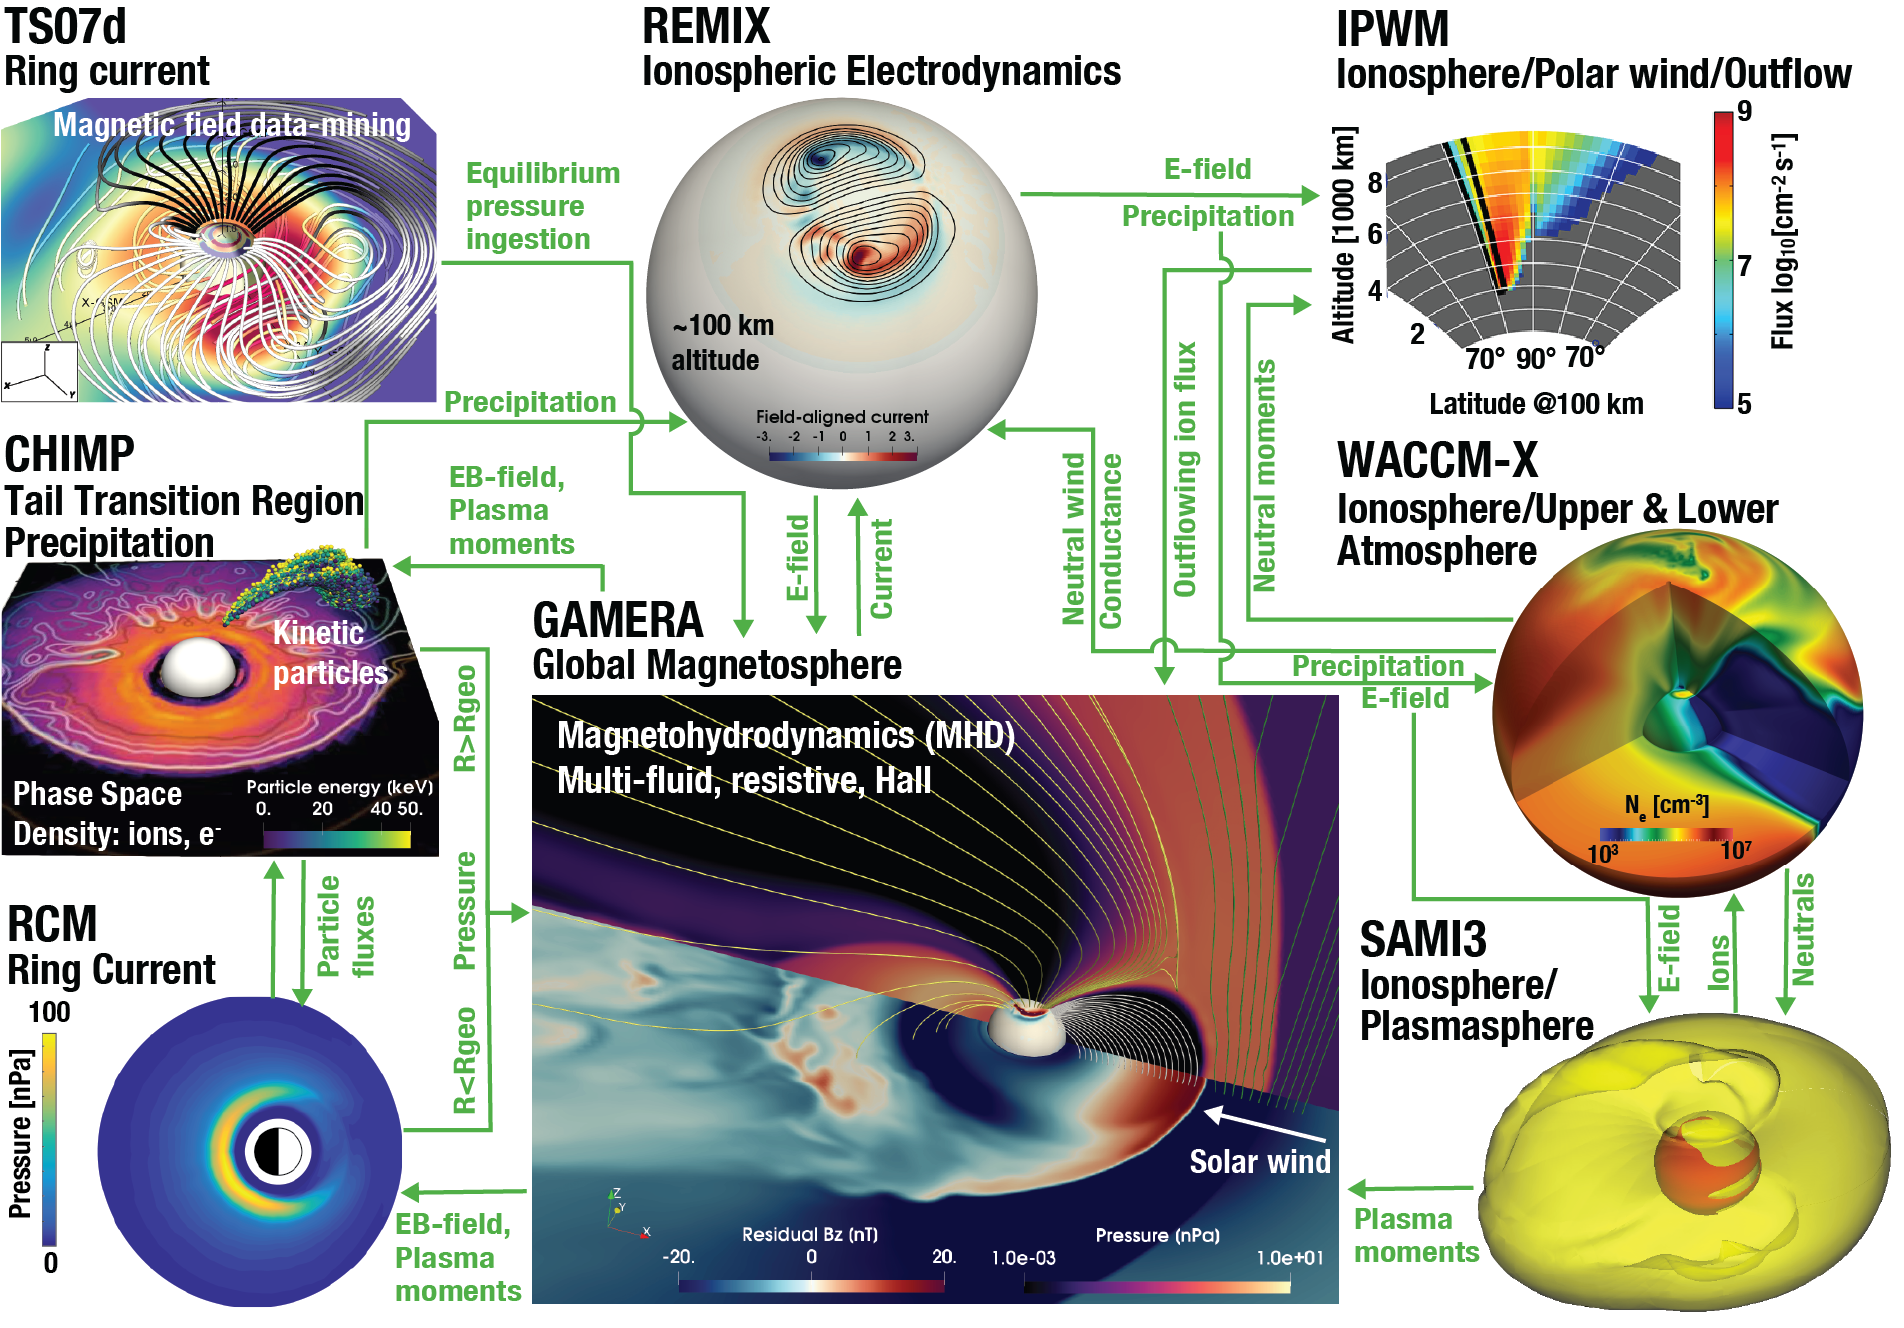 TS07d
Ring current
Magnetic field data-mining
X
Y
Z
Equilibrium
pressure
ingestion
REMIX
Ionospheric Electrodynamics
~100 km
altitude
Field-aligned current
-3. -2 -1 0 1 2 3.
E-field
Precipitation
IPWM
Ionosphere/Polar wind/Outflow
Altitude [1000 km]
8
6
4
2
70° 90° 70°
Latitude @100 km
9
7
5
Flux log10[cm-2 s-1]
Precipitation
CHIMP
Tail Transition Region
Precipitation
Kinetic
particles
Phase Space
Density: ions, e-
Particle energy (keV)
0. 20 40 50.
EB-field,
Plasma
moments
E-field
Current
Neutral wind
Conductance
Outflowing ion flux
Neutral moments
WACCM-X
Ionosphere/Upper & Lower
Atmosphere
Ne [cm-3]
10³ 10⁷
Precipitation
E-field
GAMERA
Global Magnetosphere
Magnetohydrodynamics (MHD)
Multi-fluid, resistive, Hall
Solar wind
Z
Y
X
Residual Bz (nT)
-20. 0 20.
Pressure (nPa)
1.0e-03 1.0e+01
R>Rgeo
Pressure
R<Rgeo
Particle
fluxes
RCM
Ring Current
100
Pressure [nPa]
0
EB-field,
Plasma
moments
E-field
Ions
Neutrals
SAMI3
Ionosphere/
Plasmasphere
Plasma
moments